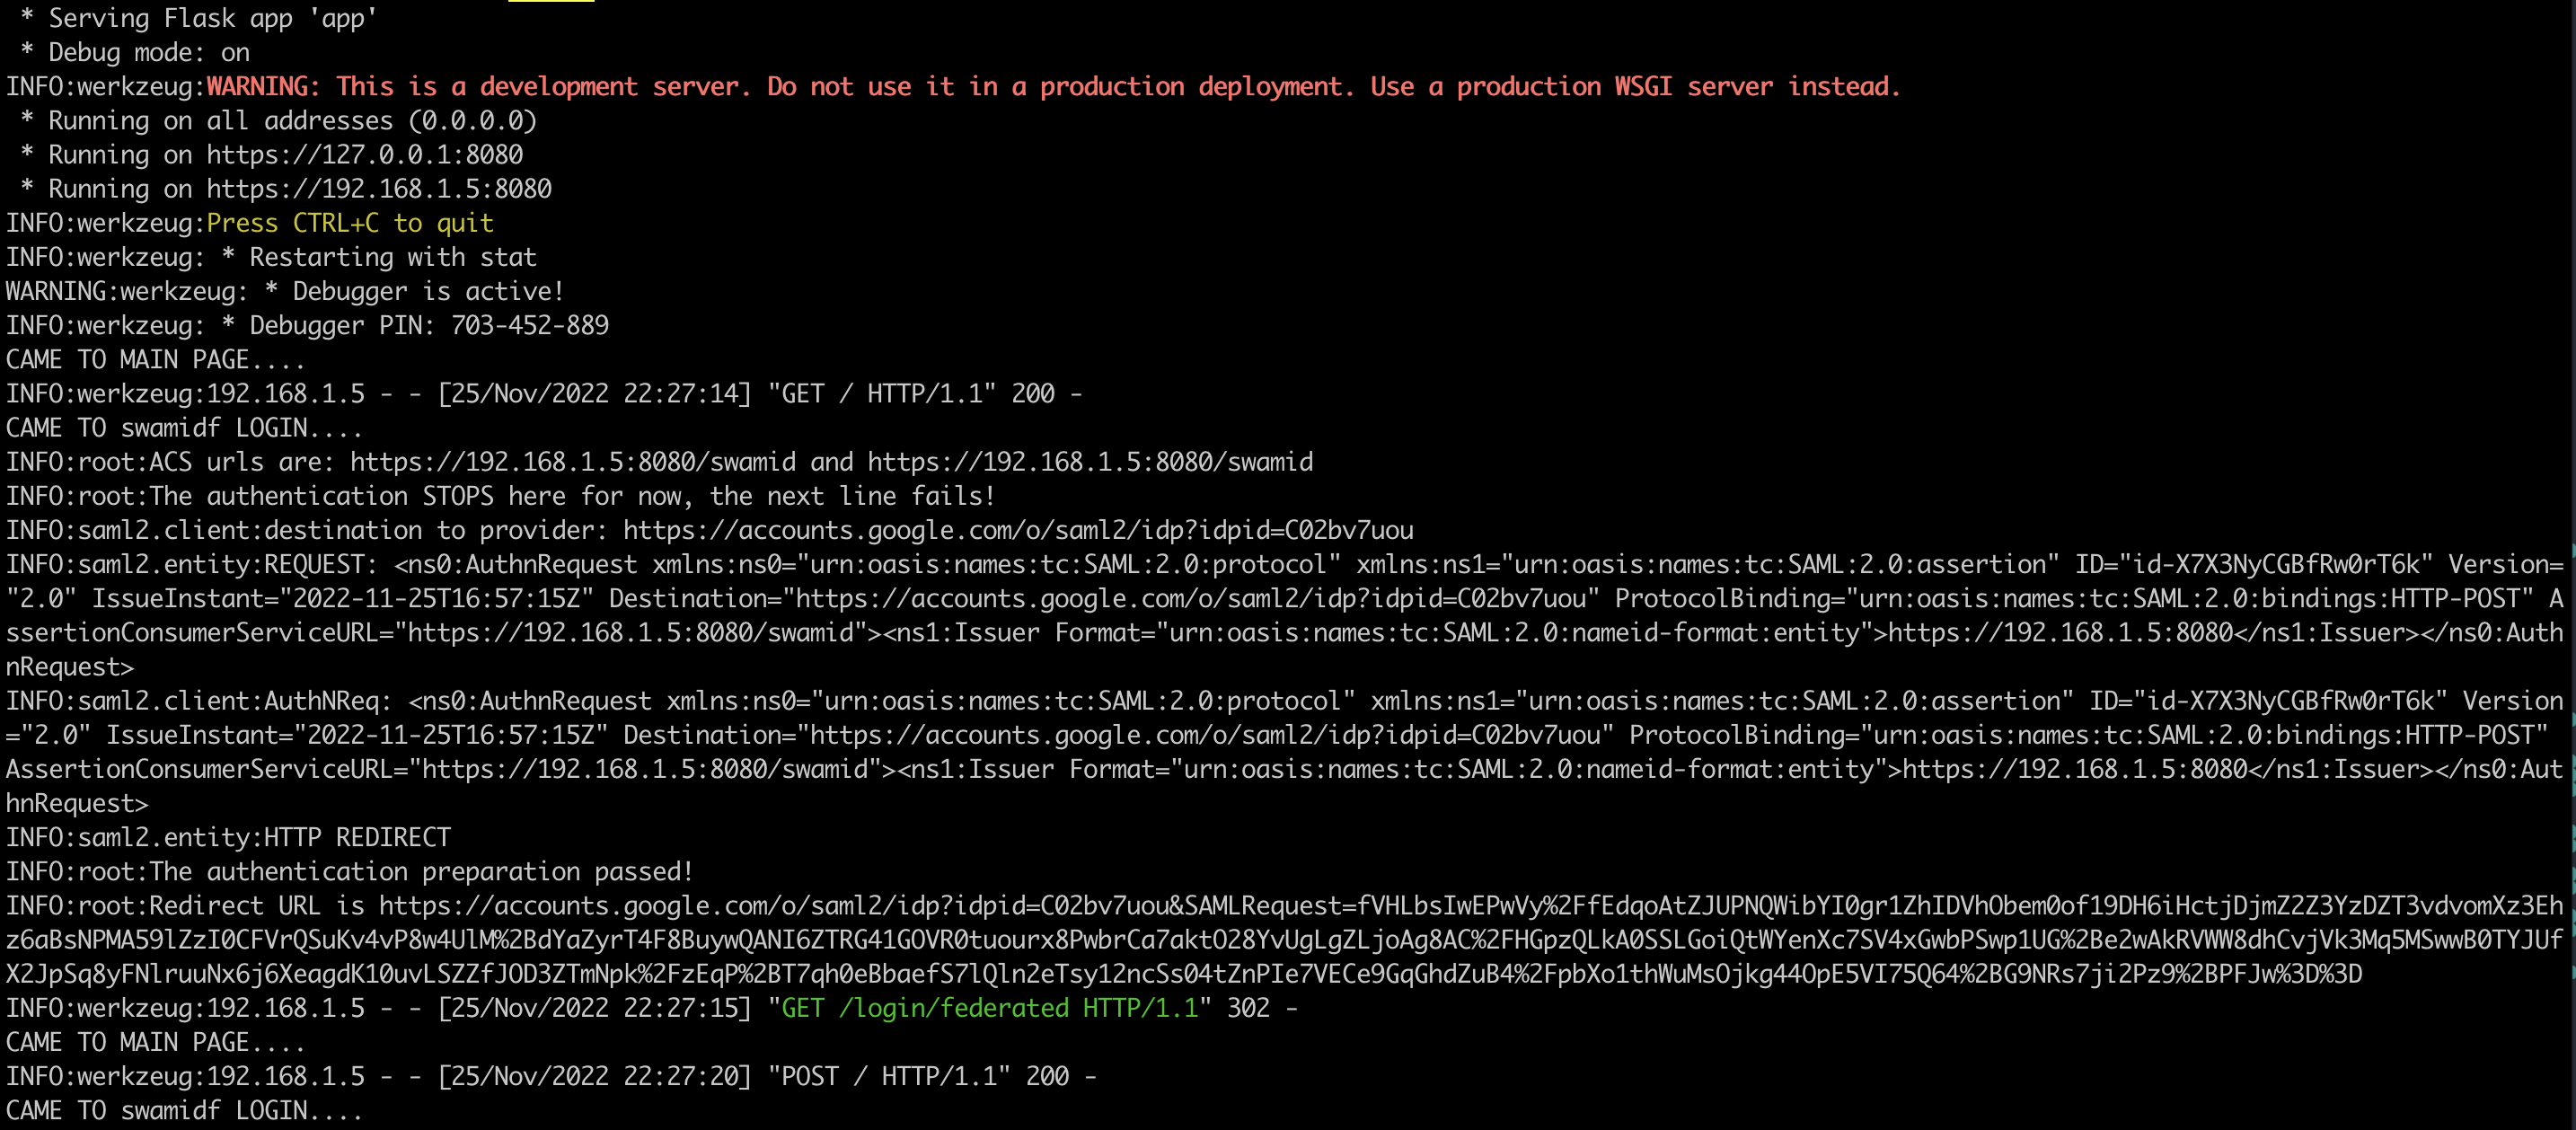 * Serving Flask app 'app'
 * Debug mode: on
INFO:werkzeug:WARNING: This is a development server. Do not use it in a production deployment. Use a production WSGI server instead.
 * Running on all addresses (0.0.0.0)
 * Running on https://127.0.0.1:8080
 * Running on https://192.168.1.5:8080
INFO:werkzeug:Press CTRL+C to quit
INFO:werkzeug: * Restarting with stat
WARNING:werkzeug: * Debugger is active!
INFO:werkzeug: * Debugger PIN: 703-452-889
CAME TO MAIN PAGE....
INFO:werkzeug:192.168.1.5 - - [25/Nov/2022 22:27:14] "GET / HTTP/1.1" 200 -
CAME TO swamidf LOGIN....
INFO:root:ACS urls are: https://192.168.1.5:8080/swamid and https://192.168.1.5:8080/swamid
INFO:root:The authentication STOPS here for now, the next line fails!
INFO:saml2.client:destination to provider: https://accounts.google.com/o/saml2/idp?idpid=C02bv7uou
INFO:saml2.entity:REQUEST: <ns0:AuthnRequest xmlns:ns0="urn:oasis:names:tc:SAML:2.0:protocol" xmlns:ns1="urn:oasis:names:tc:SAML:2.0:assertion" ID="id-X7X3NyCGBfRw0rT6k" Version=
"2.0" IssueInstant="2022-11-25T16:57:15Z" Destination="https://accounts.google.com/o/saml2/idp?idpid=C02bv7uou" ProtocolBinding="urn:oasis:names:tc:SAML:2.0:bindings:HTTP-POST" A
ssertionConsumerServiceURL="https://192.168.1.5:8080/swamid"><ns1:Issuer Format="urn:oasis:names:tc:SAML:2.0:nameid-format:entity">https://192.168.1.5:8080</ns1:Issuer></ns0:Auth
nRequest>
INFO:saml2.client:AuthNReq: <ns0:AuthnRequest xmlns:ns0="urn:oasis:names:tc:SAML:2.0:protocol" xmlns:ns1="urn:oasis:names:tc:SAML:2.0:assertion" ID="id-X7X3NyCGBfRw0rT6k" Version
="2.0" IssueInstant="2022-11-25T16:57:15Z" Destination="https://accounts.google.com/o/saml2/idp?idpid=C02bv7uou" ProtocolBinding="urn:oasis:names:tc:SAML:2.0:bindings:HTTP-POST"
AssertionConsumerServiceURL="https://192.168.1.5:8080/swamid"><ns1:Issuer Format="urn:oasis:names:tc:SAML:2.0:nameid-format:entity">https://192.168.1.5:8080</ns1:Issuer></ns0:Aut
hnRequest>
INFO:saml2.entity:HTTP REDIRECT
INFO:root:The authentication preparation passed!
INFO:root:Redirect URL is https://accounts.google.com/o/saml2/idp?idpid=C02bv7uou&SAMLRequest=fVHLbsIwEPwVy%2FfEdqoAtZJUPNQWibYI0gr1ZhIDVhObem0of19DH6iHctjDjmZ2Z3YzDZT3vdvomXz3Eh
z6aBsNPMA59lZzI0CFVrQSuKv4vP8w4UlM%2BdYaZyrT4F8BuywQANI6ZTRG41GOVR0tuourx8PwbrCa7aktO28YvUgLgZLjoAg8AC%2FHGpzQLkA0SSLGoiQtWYenXc7SV4xGwbPSwp1UG%2Be2wAkRVWW8dhCvjVk3Mq5MSwwB0TYJUf
X2JpSq8yFNlruuNx6j6XeagdK10uvLSZZfJOD3ZTmNpk%2FzEqP%2BT7qh0eBbaefS7lQln2eTsy12ncSs04tZnPIe7VECe9GqGhdZuB4%2FpbXo1thWuMsOjkg44OpE5VI75Q64%2BG9NRs7ji2Pz9%2BPFJw%3D%3D
INFO:werkzeug:192.168.1.5 - - [25/Nov/2022 22:27:15] "GET /login/federated HTTP/1.1" 302 -
CAME TO MAIN PAGE....
INFO:werkzeug:192.168.1.5 - - [25/Nov/2022 22:27:20] "POST / HTTP/1.1" 200 -
CAME TO swamidf LOGIN....